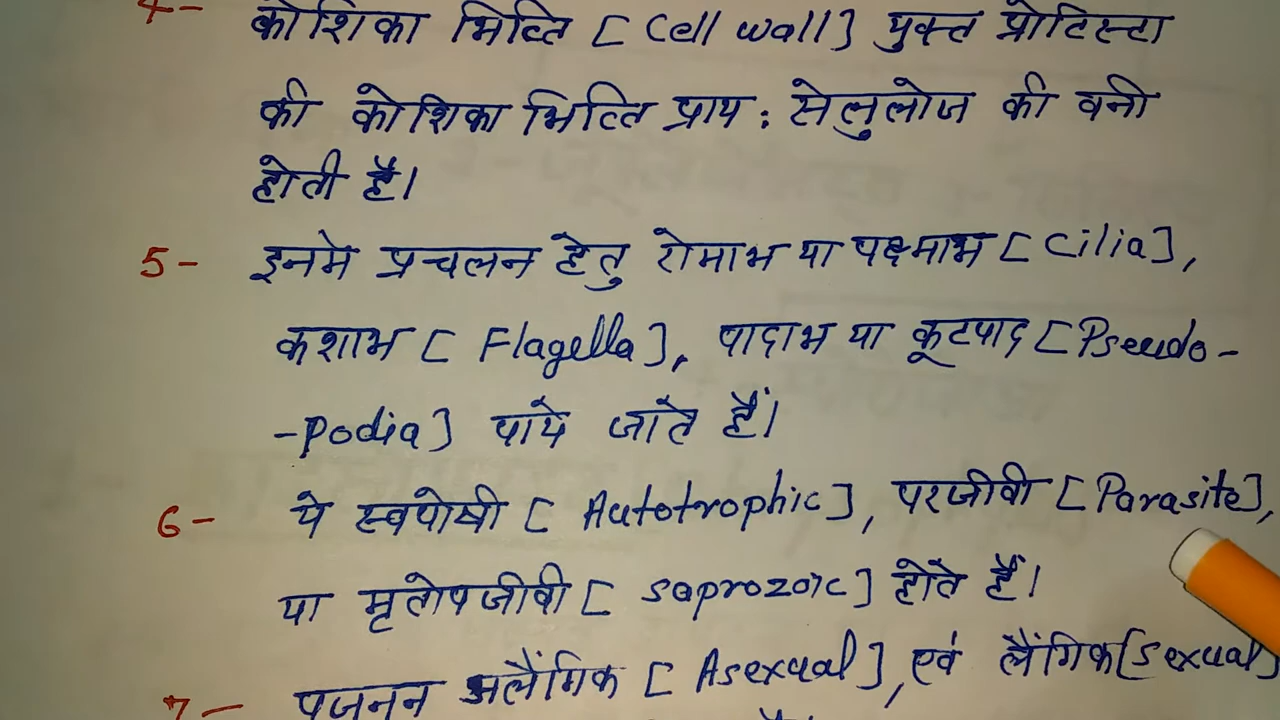 4- कोशिका भित्ति [Cell wall] युक्त प्रोटिस्टा
की कोशिका भित्ति प्राय: सेलुलोज की बनी
होती है।
5- इनमे प्रचलन हेतु रोमाभ या पक्ष्माभ [Cilia],
कशाभ [Flagella], पादाभ या कूटपाद [Pseudo-
-Podia] पाये जाते हैं।
6- ये स्वपोषी [Autotrophic], परजीवी [Parasite],
या मृतोपजीवी [saprozoic] होते हैं।
7- प्रजनन अलैंगिक [Asexual], एवं लैंगिक [sexual]